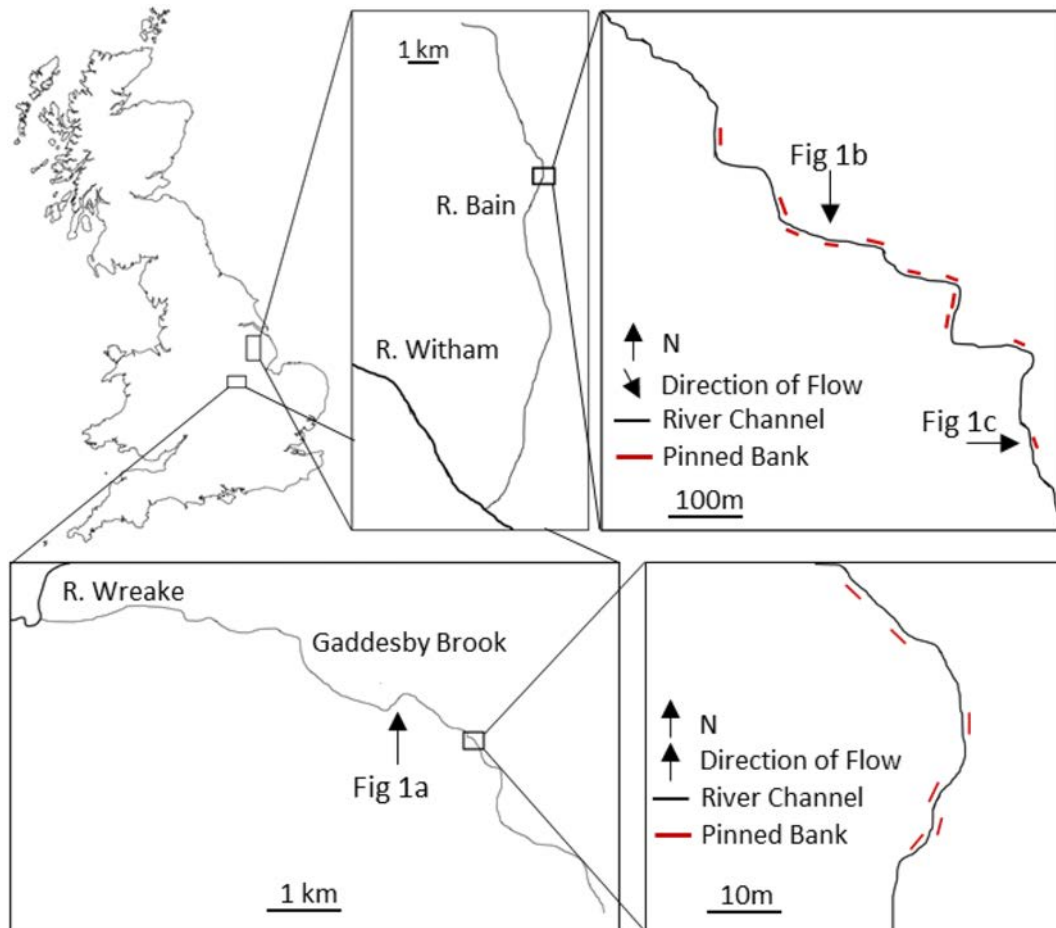 1 km
R. Bain
R. Witham
Fig 1b
N
Direction of Flow
River Channel
Pinned Bank
100m
Fig 1c
R. Wreake
Gaddesby Brook
Fig 1a
1 km
N
Direction of Flow
River Channel
Pinned Bank
10m